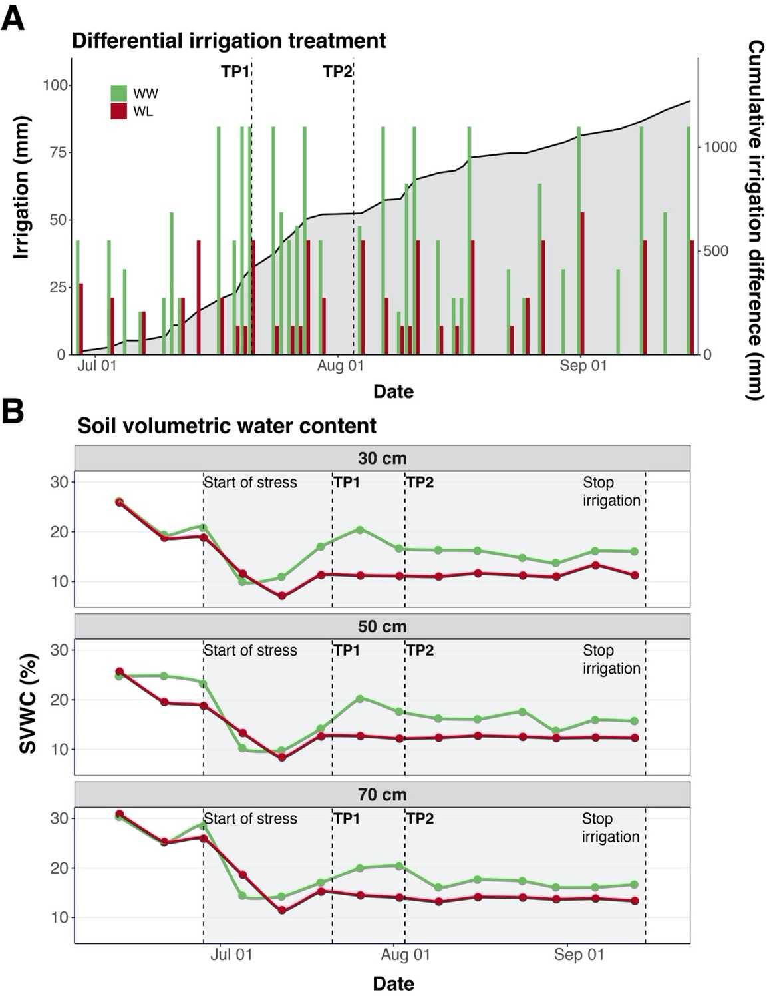 A
Differential irrigation treatment
TP1
TP2
WW
WL
100
75
50
25
0
Irrigation (mm)
1000
500
0
Cumulative irrigation difference (mm)
Jul 01
Aug 01
Sep 01
Date
B
Soil volumetric water content
30 cm
Start of stress
TP1
TP2
Stop
irrigation
30
20
10
50 cm
Start of stress
TP1
TP2
Stop
irrigation
30
20
10
SVWC (%)
70 cm
Start of stress
TP1
TP2
Stop
irrigation
30
20
10
Jul 01
Aug 01
Sep 01
Date